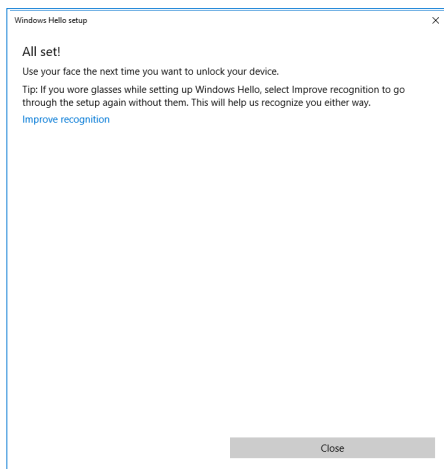 Windows Hello setup
All set!
Use your face the next time you want to unlock your device.
Tip: If you wore glasses while setting up Windows Hello, select Improve recognition to go
through the setup again without them. This will help us recognize you either way.
Improve recognition
Close